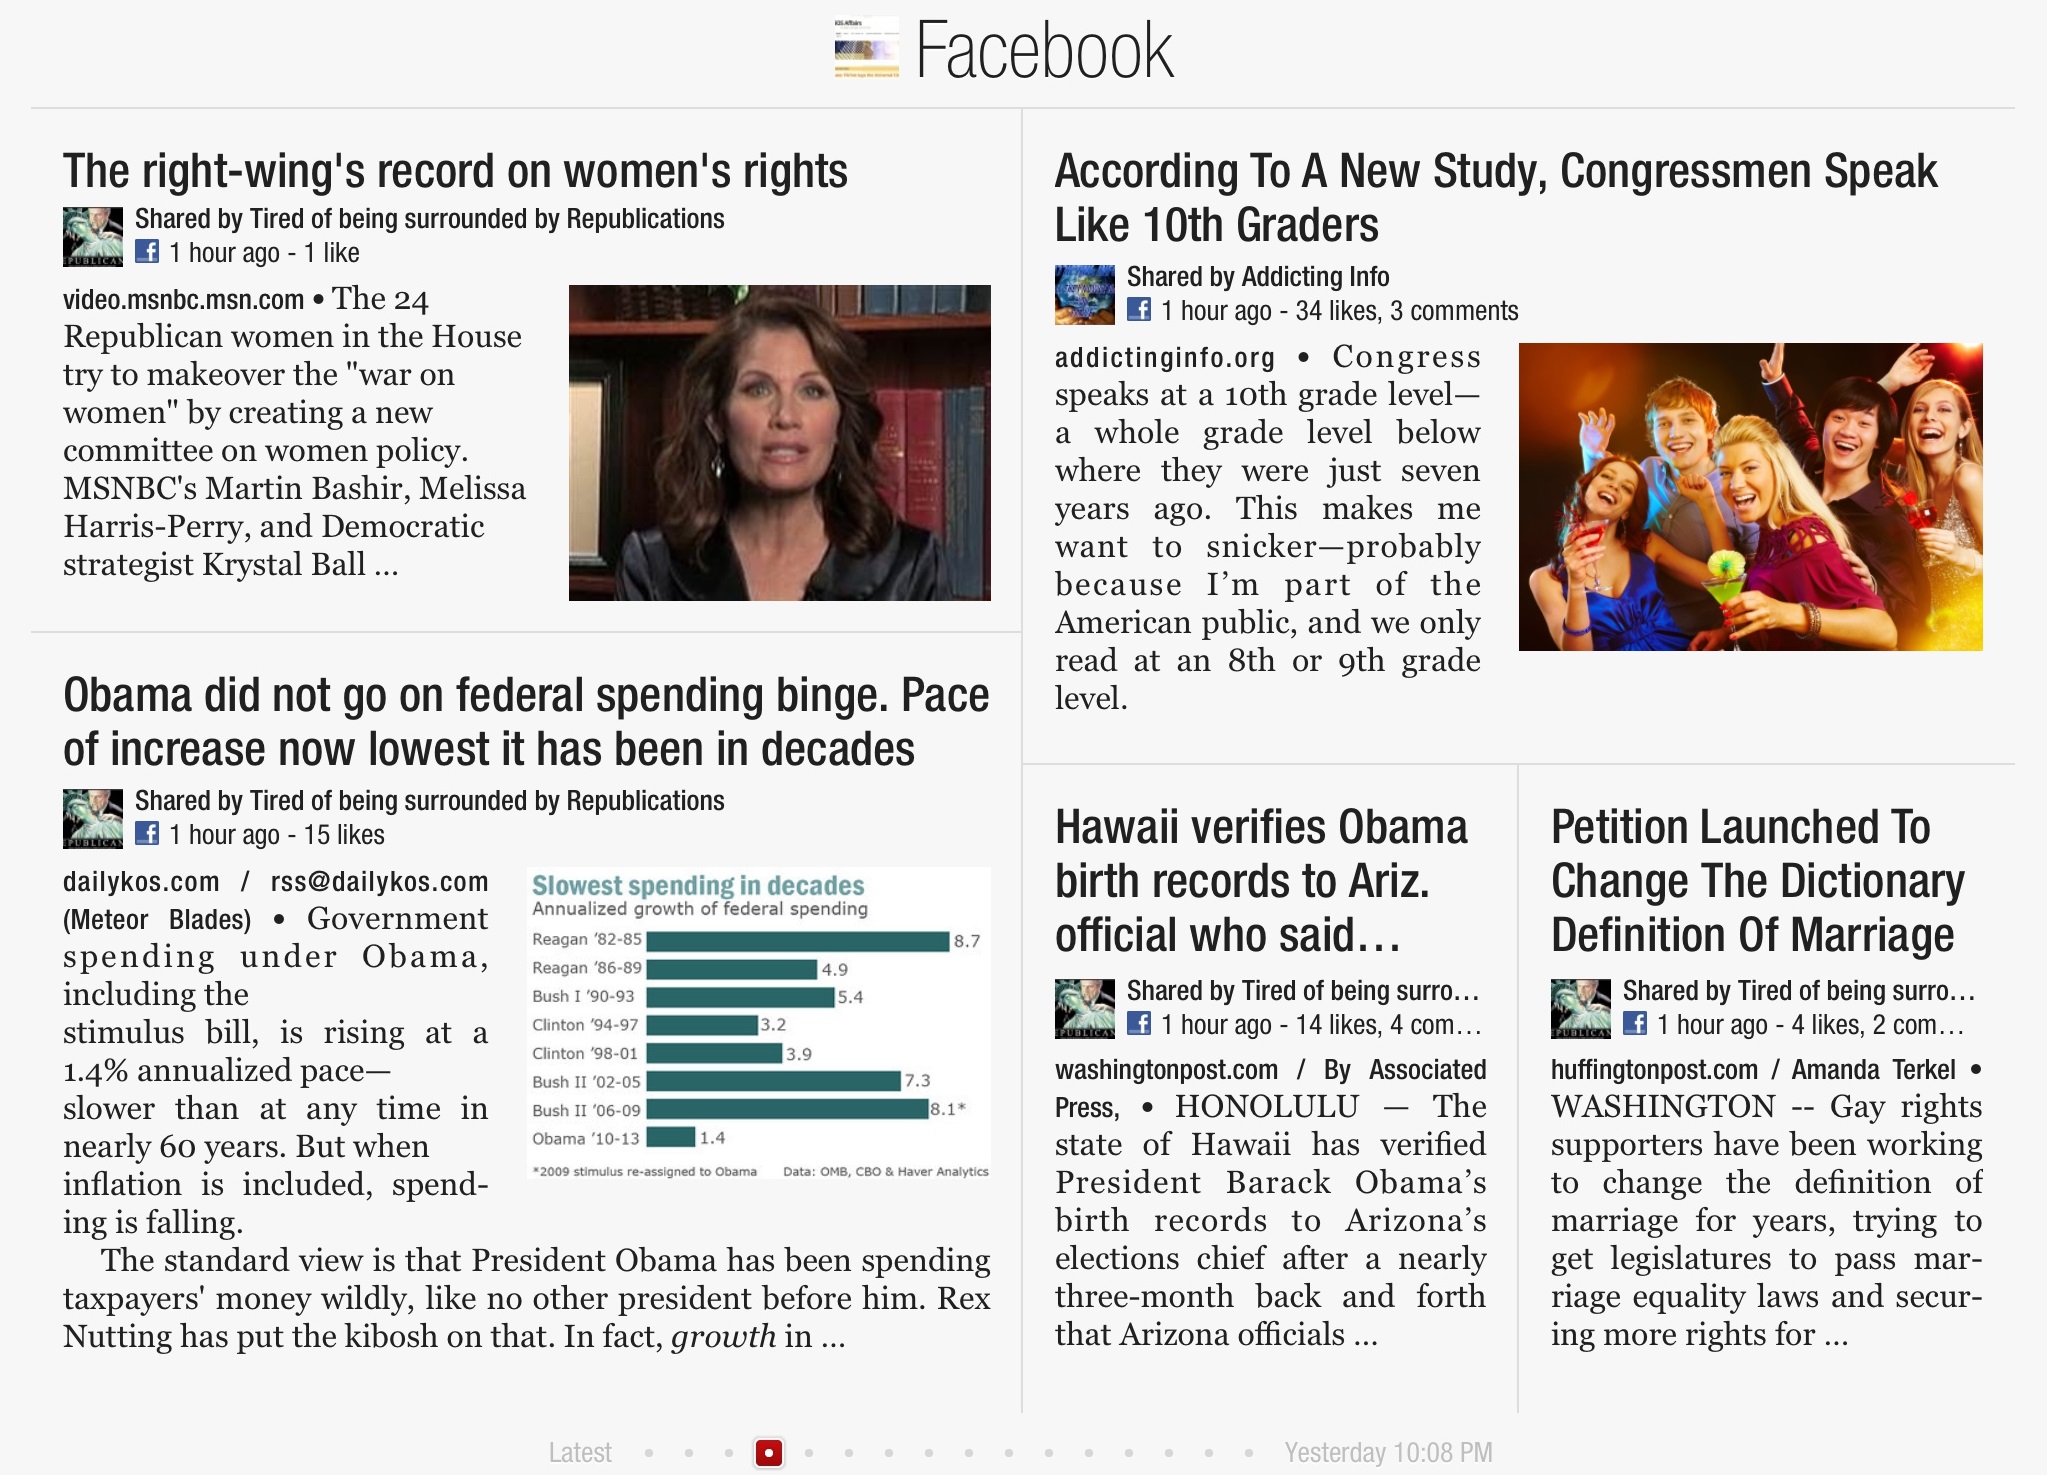 Facebook
The right-wing's record on women's rights
Shared by Tired of being surrounded by Republications
1 hour ago - 1 like
video.msnbc.msn.com • The 24
Republican women in the House
try to makeover the "war on
women" by creating a new
committee on women policy.
MSNBC's Martin Bashir, Melissa
Harris-Perry, and Democratic
strategist Krystal Ball ...
Obama did not go on federal spending binge. Pace
of increase now lowest it has been in decades
Shared by Tired of being surrounded by Republications
1 hour ago - 15 likes
dailykos.com / rss@dailykos.com
(Meteor Blades) • Government
spending under Obama,
including the
stimulus bill, is rising at a
1.4% annualized pace—
slower than at any time in
nearly 60 years. But when
inflation is included, spend-
ing is falling.
The standard view is that President Obama has been spending
taxpayers' money wildly, like no other president before him. Rex
Nutting has put the kibosh on that. In fact, growth in ...
Slowest spending in decades
Annualized growth of federal spending
Reagan '82-85 8.7
Reagan '86-89 4.9
Bush I '90-93 5.4
Clinton '94-97 3.2
Clinton '98-01 3.9
Bush II '02-05 7.3
Bush II '06-09 8.1*
Obama '10-13 1.4
*2009 stimulus re-assigned to Obama Data: OMB, CBO & Haver Analytics
According To A New Study, Congressmen Speak
Like 10th Graders
Shared by Addicting Info
1 hour ago - 34 likes, 3 comments
addictinginfo.org • Congress
speaks at a 10th grade level—
a whole grade level below
where they were just seven
years ago. This makes me
want to snicker—probably
because I’m part of the
American public, and we only
read at an 8th or 9th grade
level.
Hawaii verifies Obama
birth records to Ariz.
official who said…
Shared by Tired of being surro…
1 hour ago - 14 likes, 4 com…
washingtonpost.com / By Associated
Press, • HONOLULU — The
state of Hawaii has verified
President Barack Obama’s
birth records to Arizona’s
elections chief after a nearly
three-month back and forth
that Arizona officials ...
Petition Launched To
Change The Dictionary
Definition Of Marriage
Shared by Tired of being surro…
1 hour ago - 4 likes, 2 com…
huffingtonpost.com / Amanda Terkel •
WASHINGTON -- Gay rights
supporters have been working
to change the definition of
marriage for years, trying to
get legislatures to pass mar-
riage equality laws and secur-
ing more rights for ...
Latest Yesterday 10:08 PM